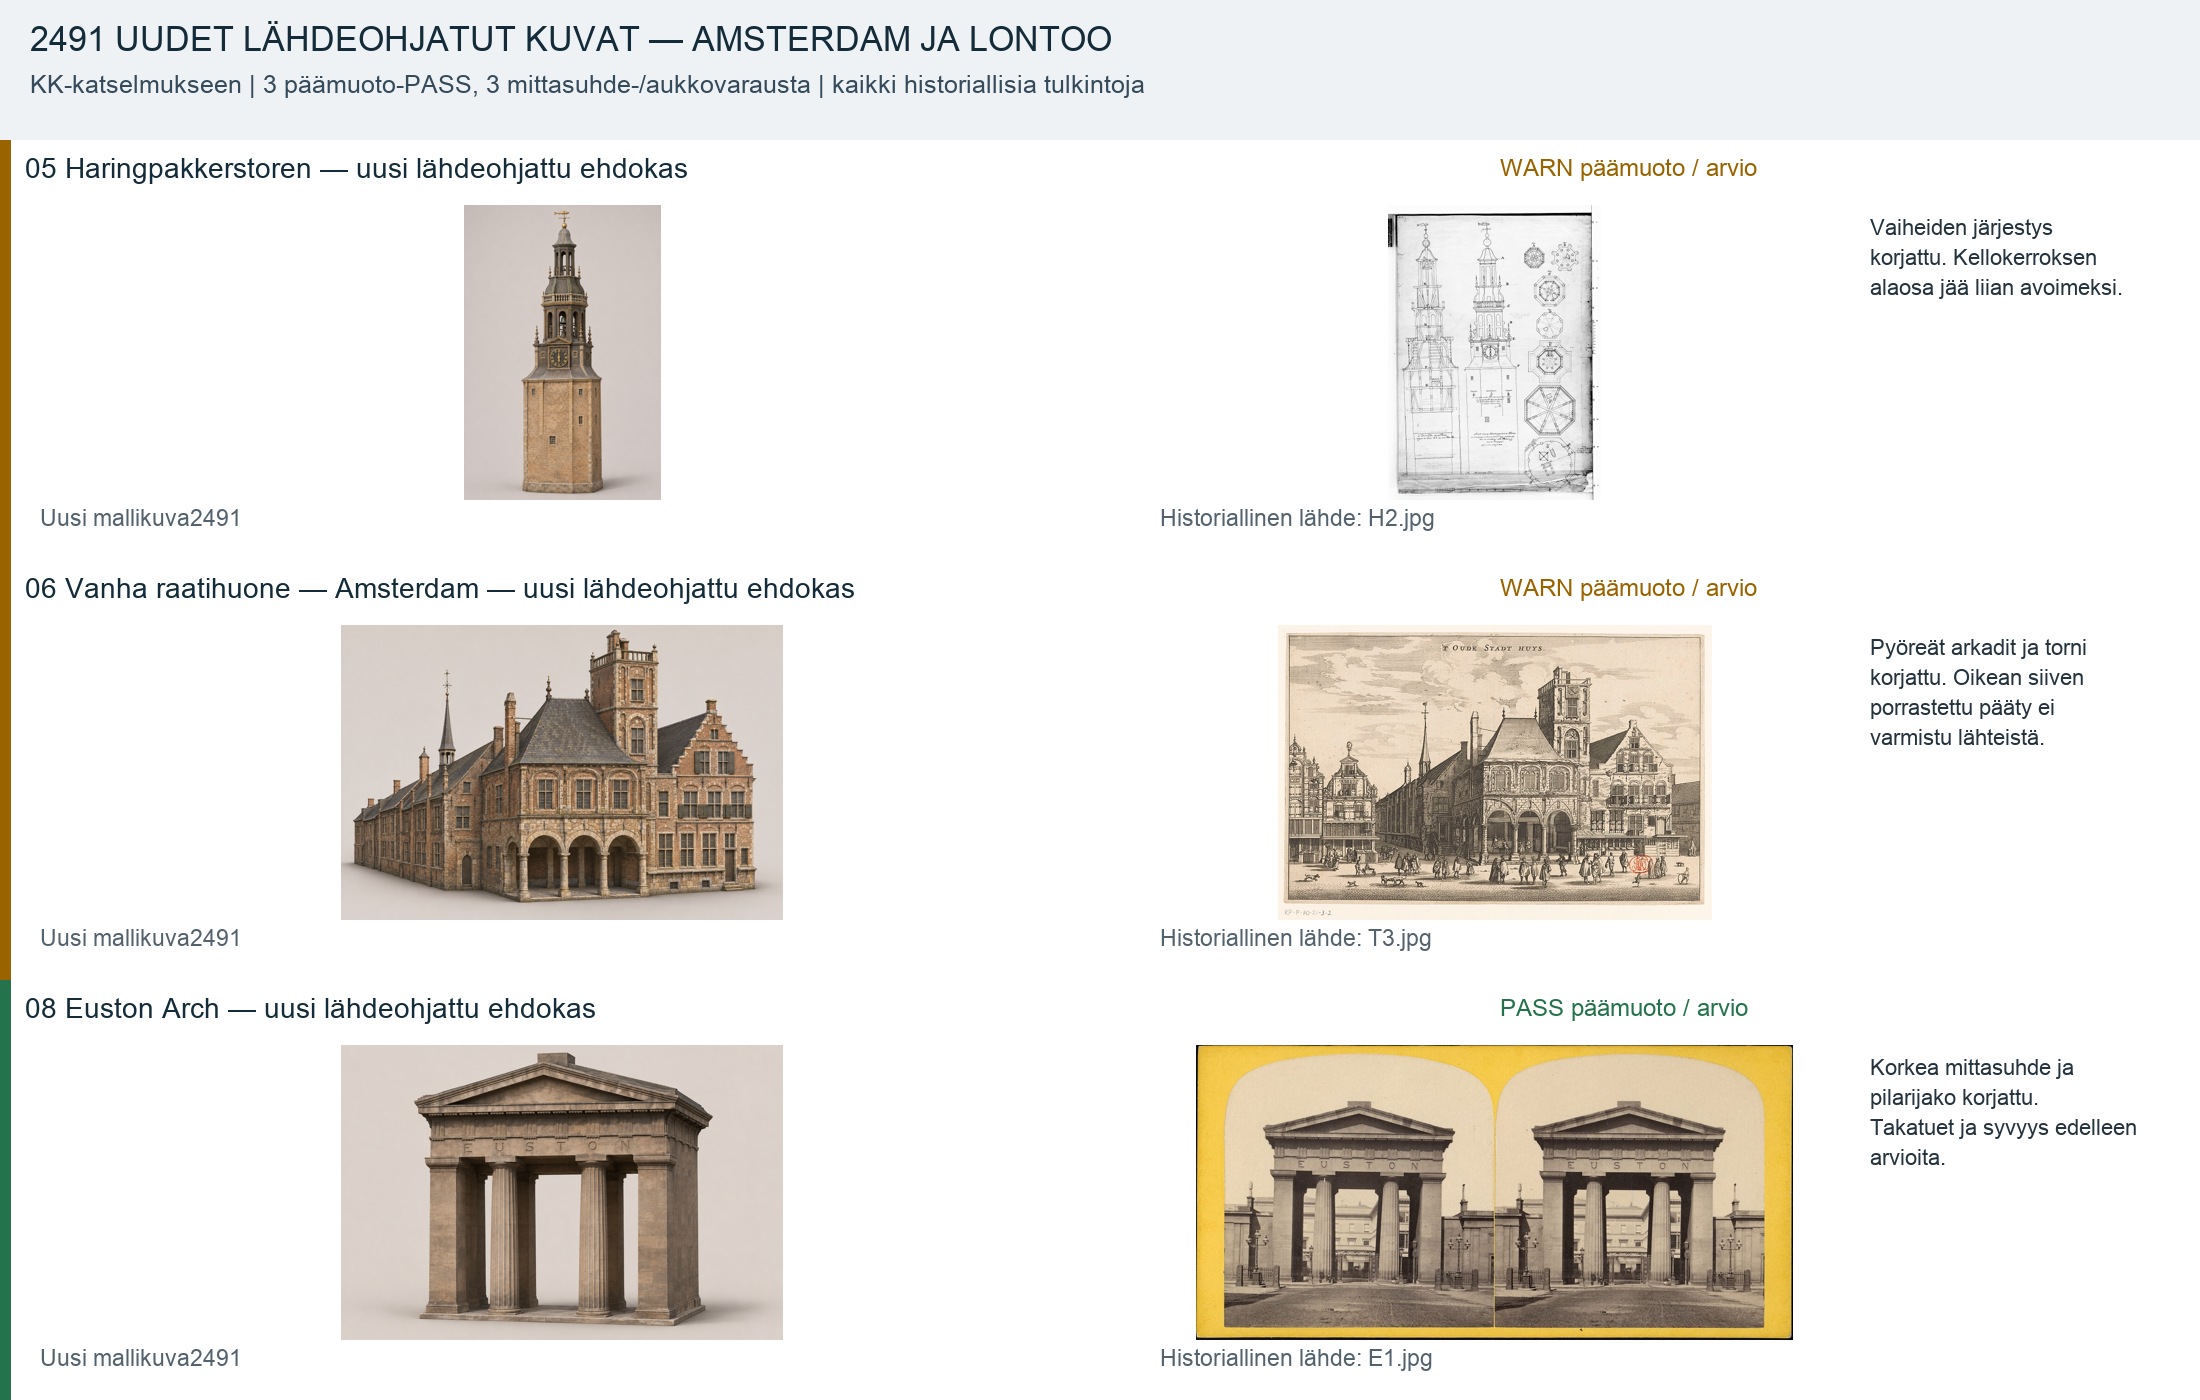 2491 UUDET LÄHDEOHJATUT KUVAT — AMSTERDAM JA LONTOO
KK-katselmukseen | 3 päämuoto-PASS, 3 mittasuhde-/aukkovarausta | kaikki historiallisia tulkintoja
05 Haringpakkerstoren — uusi lähdeohjattu ehdokas
WARN päämuoto / arvio
Vaiheiden järjestys
korjattu. Kellokerroksen
alaosa jää liian avoimeksi.
Uusi mallikuva2491
Historiallinen lähde: H2.jpg
06 Vanha raatihuone — Amsterdam — uusi lähdeohjattu ehdokas
WARN päämuoto / arvio
T OUDE STADT HUYS
Pyöreät arkadit ja torni
korjattu. Oikean siiven
porrastettu pääty ei
varmistu lähteistä.
Uusi mallikuva2491
Historiallinen lähde: T3.jpg
08 Euston Arch — uusi lähdeohjattu ehdokas
PASS päämuoto / arvio
EUSTON
EUSTON
EUSTON
Korkea mittasuhde ja
pilarijako korjattu.
Takatuet ja syvyys edelleen
arvioita.
Uusi mallikuva2491
Historiallinen lähde: E1.jpg